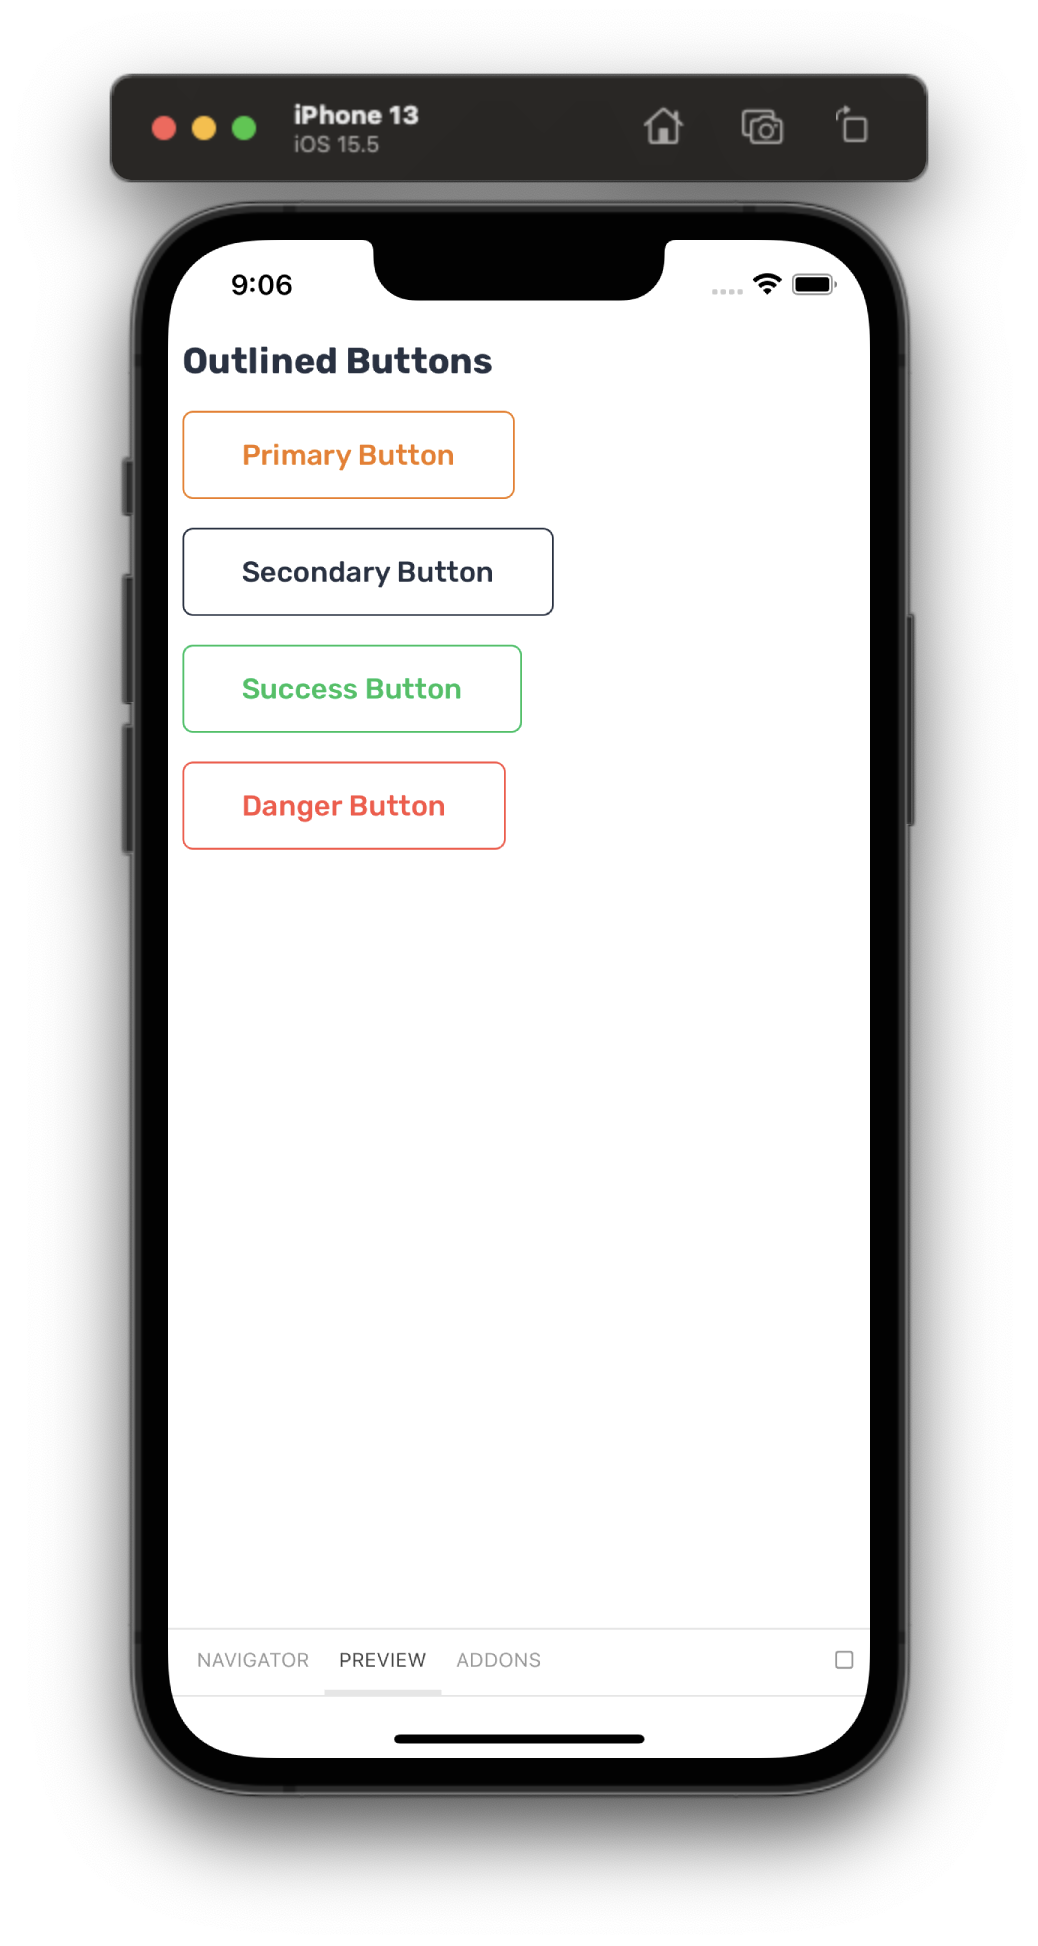 iPhone 13
iOS 15.5
9:06
Outlined Buttons
Primary Button
Secondary Button
Success Button
Danger Button
NAVIGATOR PREVIEW ADDONS